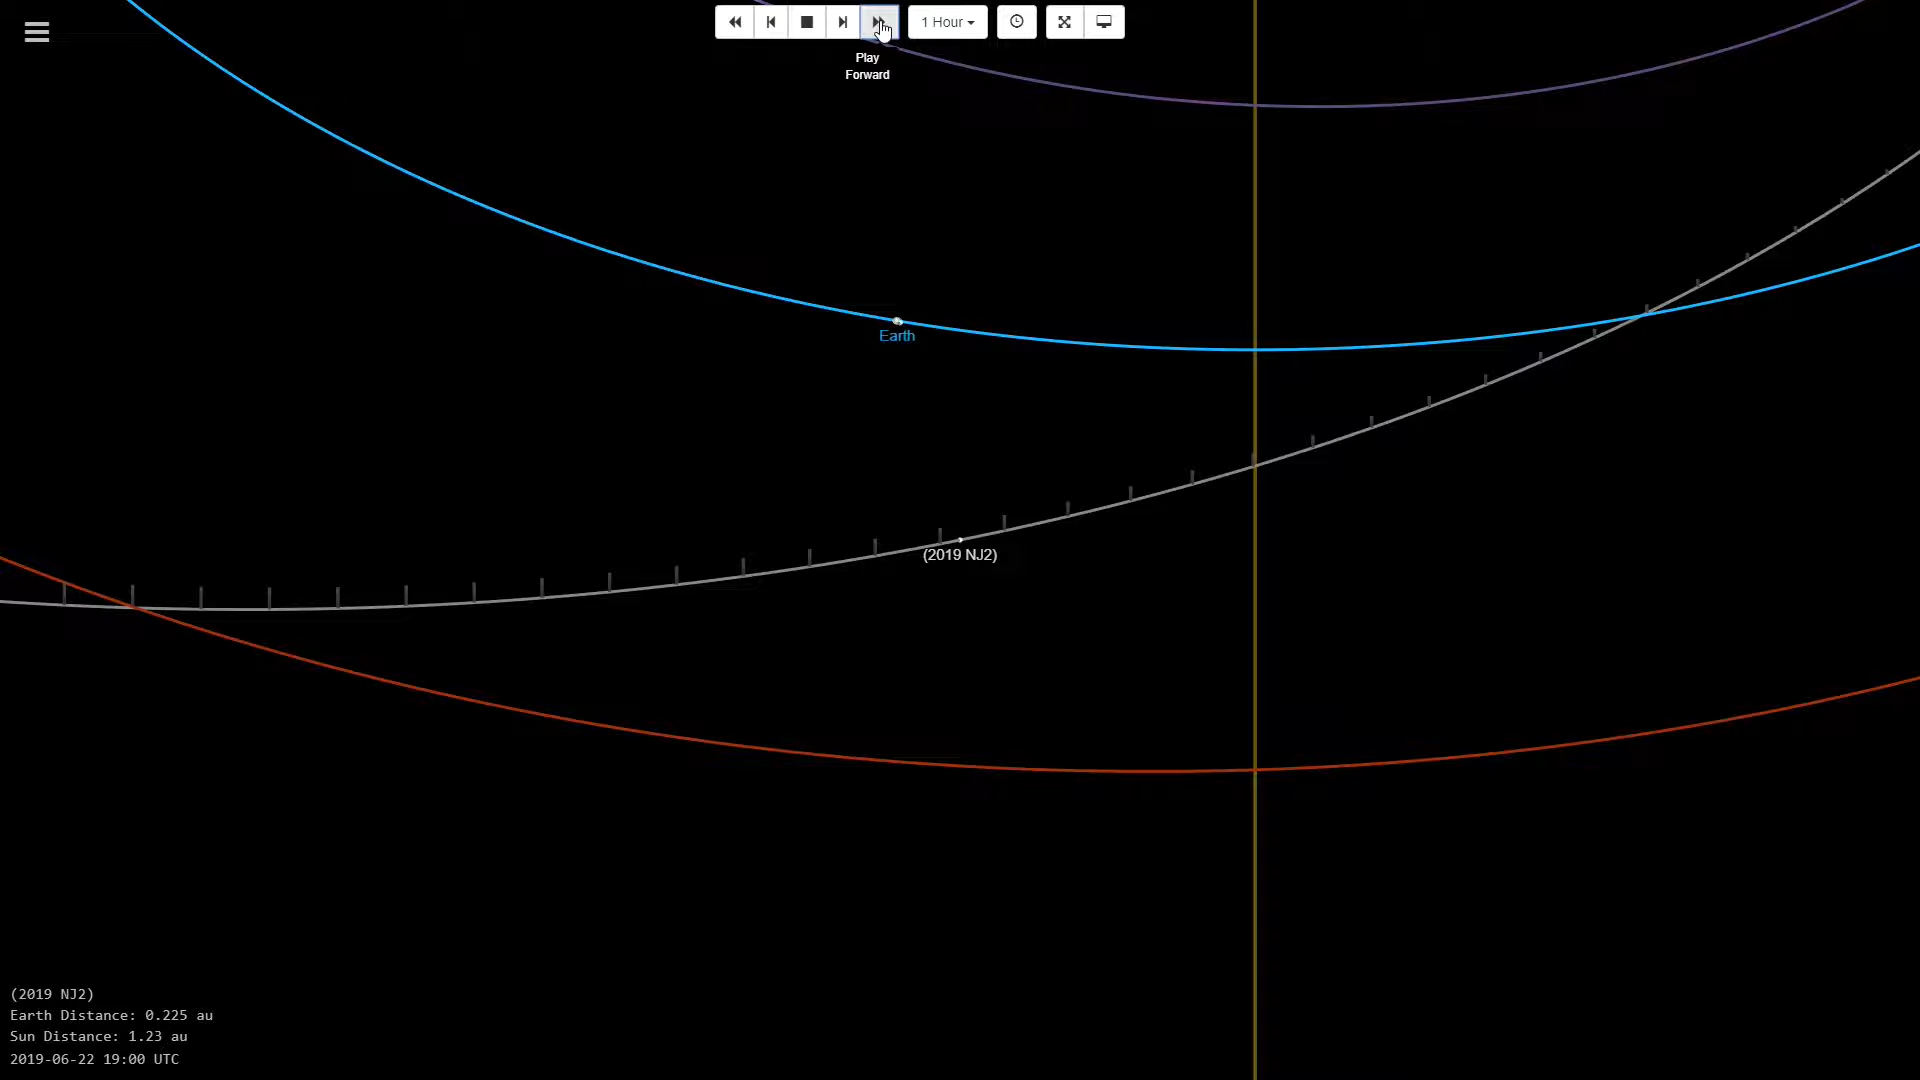 1 Hour
Play
Forward
Earth
(2019 NJ2)
(2019 NJ2)
Earth Distance: 0.225 au
Sun Distance: 1.23 au
2019-06-22 19:00 UTC